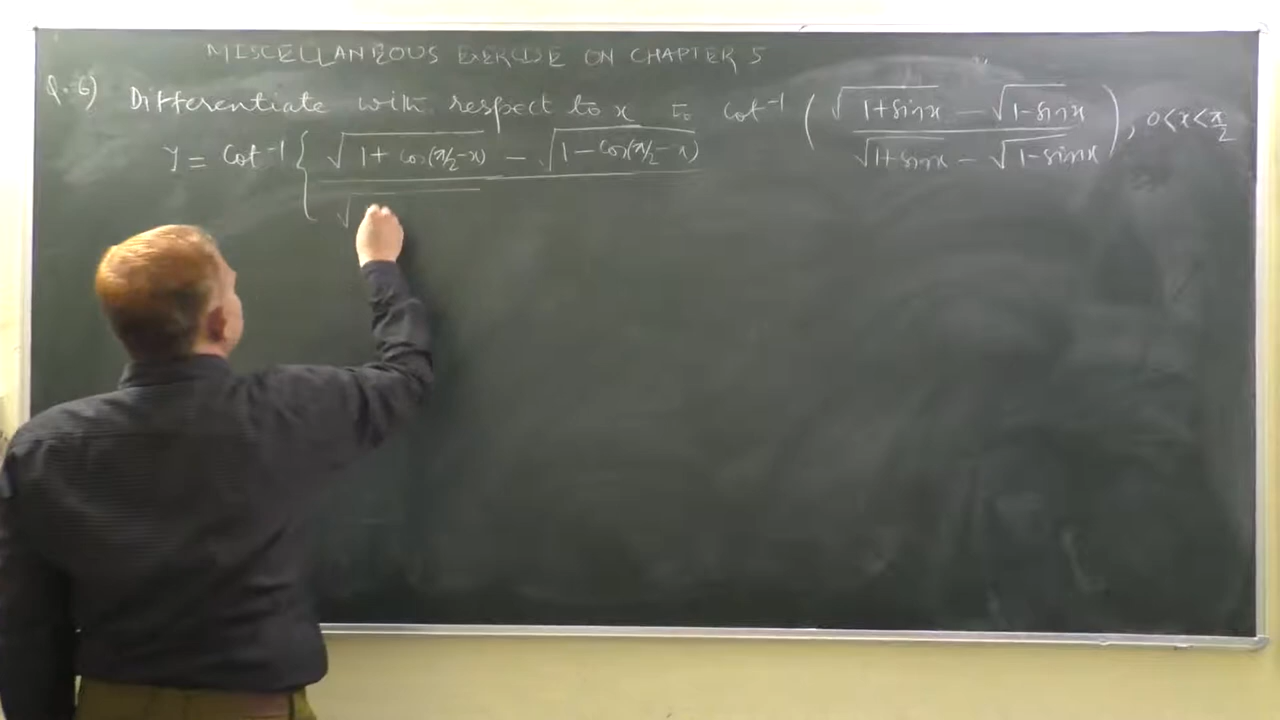 MISCELLANEOUS EXERCISE ON CHAPTER 5
Q. 6) Differentiate with respect to x cot⁻¹ ( (√(1+sinx) − √(1−sinx)) / (√(1+sinx) − √(1−sinx)) ), 0<x<π/2
Y = Cot⁻¹ { (√(1+cos(π/2−x)) − √(1−cos(π/2−x))) / √